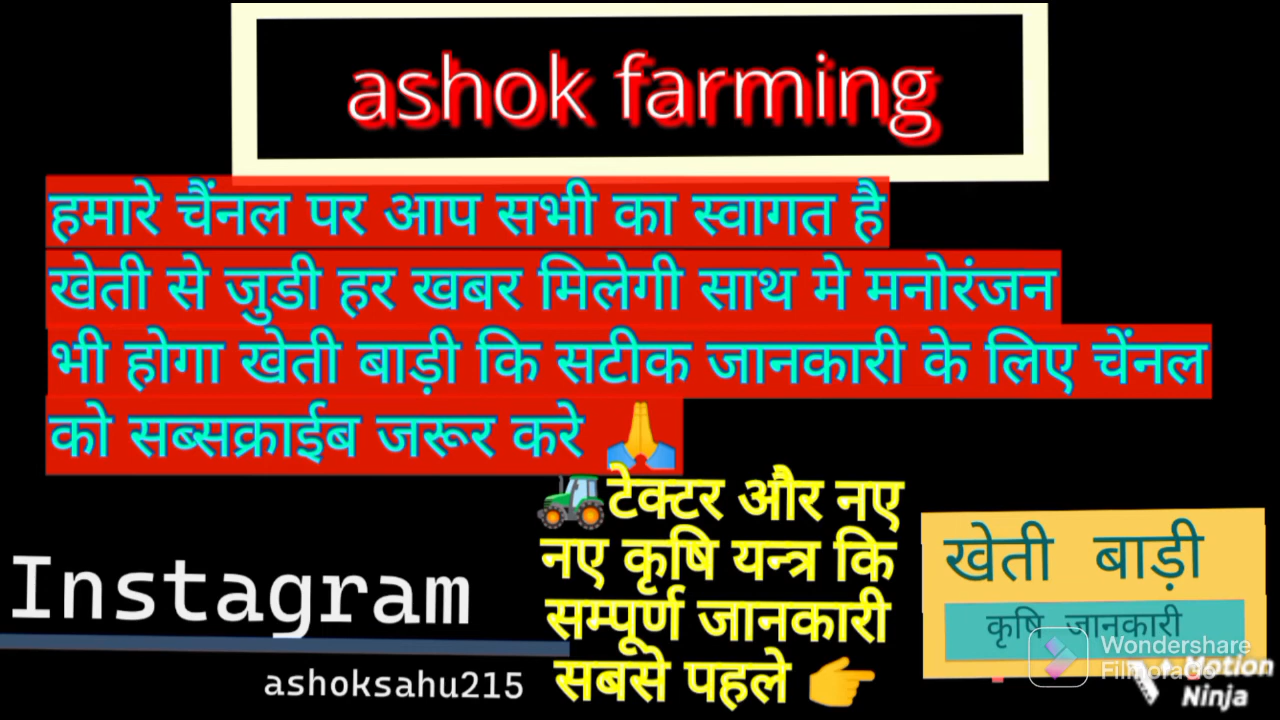 ashok farming
हमारे चैंनल पर आप सभी का स्वागत है
खेती से जुडी हर खबर मिलेगी साथ मे मनोरंजन
भी होगा खेती बाड़ी कि सटीक जानकारी के लिए चेंनल
को सब्सक्राईब जरूर करे 🙏
🚜टेक्टर और नए
नए कृषि यन्त्र कि
सम्पूर्ण जानकारी
सबसे पहले 👉
Instagram
ashoksahu215
खेती बाड़ी
कृषि जानकारी
Wondershare
FilmoraGo
Motion
Ninja